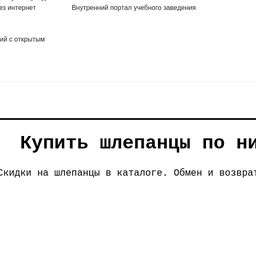 ез интернет
Внутренний портал учебного заведения
ий с открытым
Купить шлепанцы по ни
Скидки на шлепанцы в каталоге. Обмен и возврат